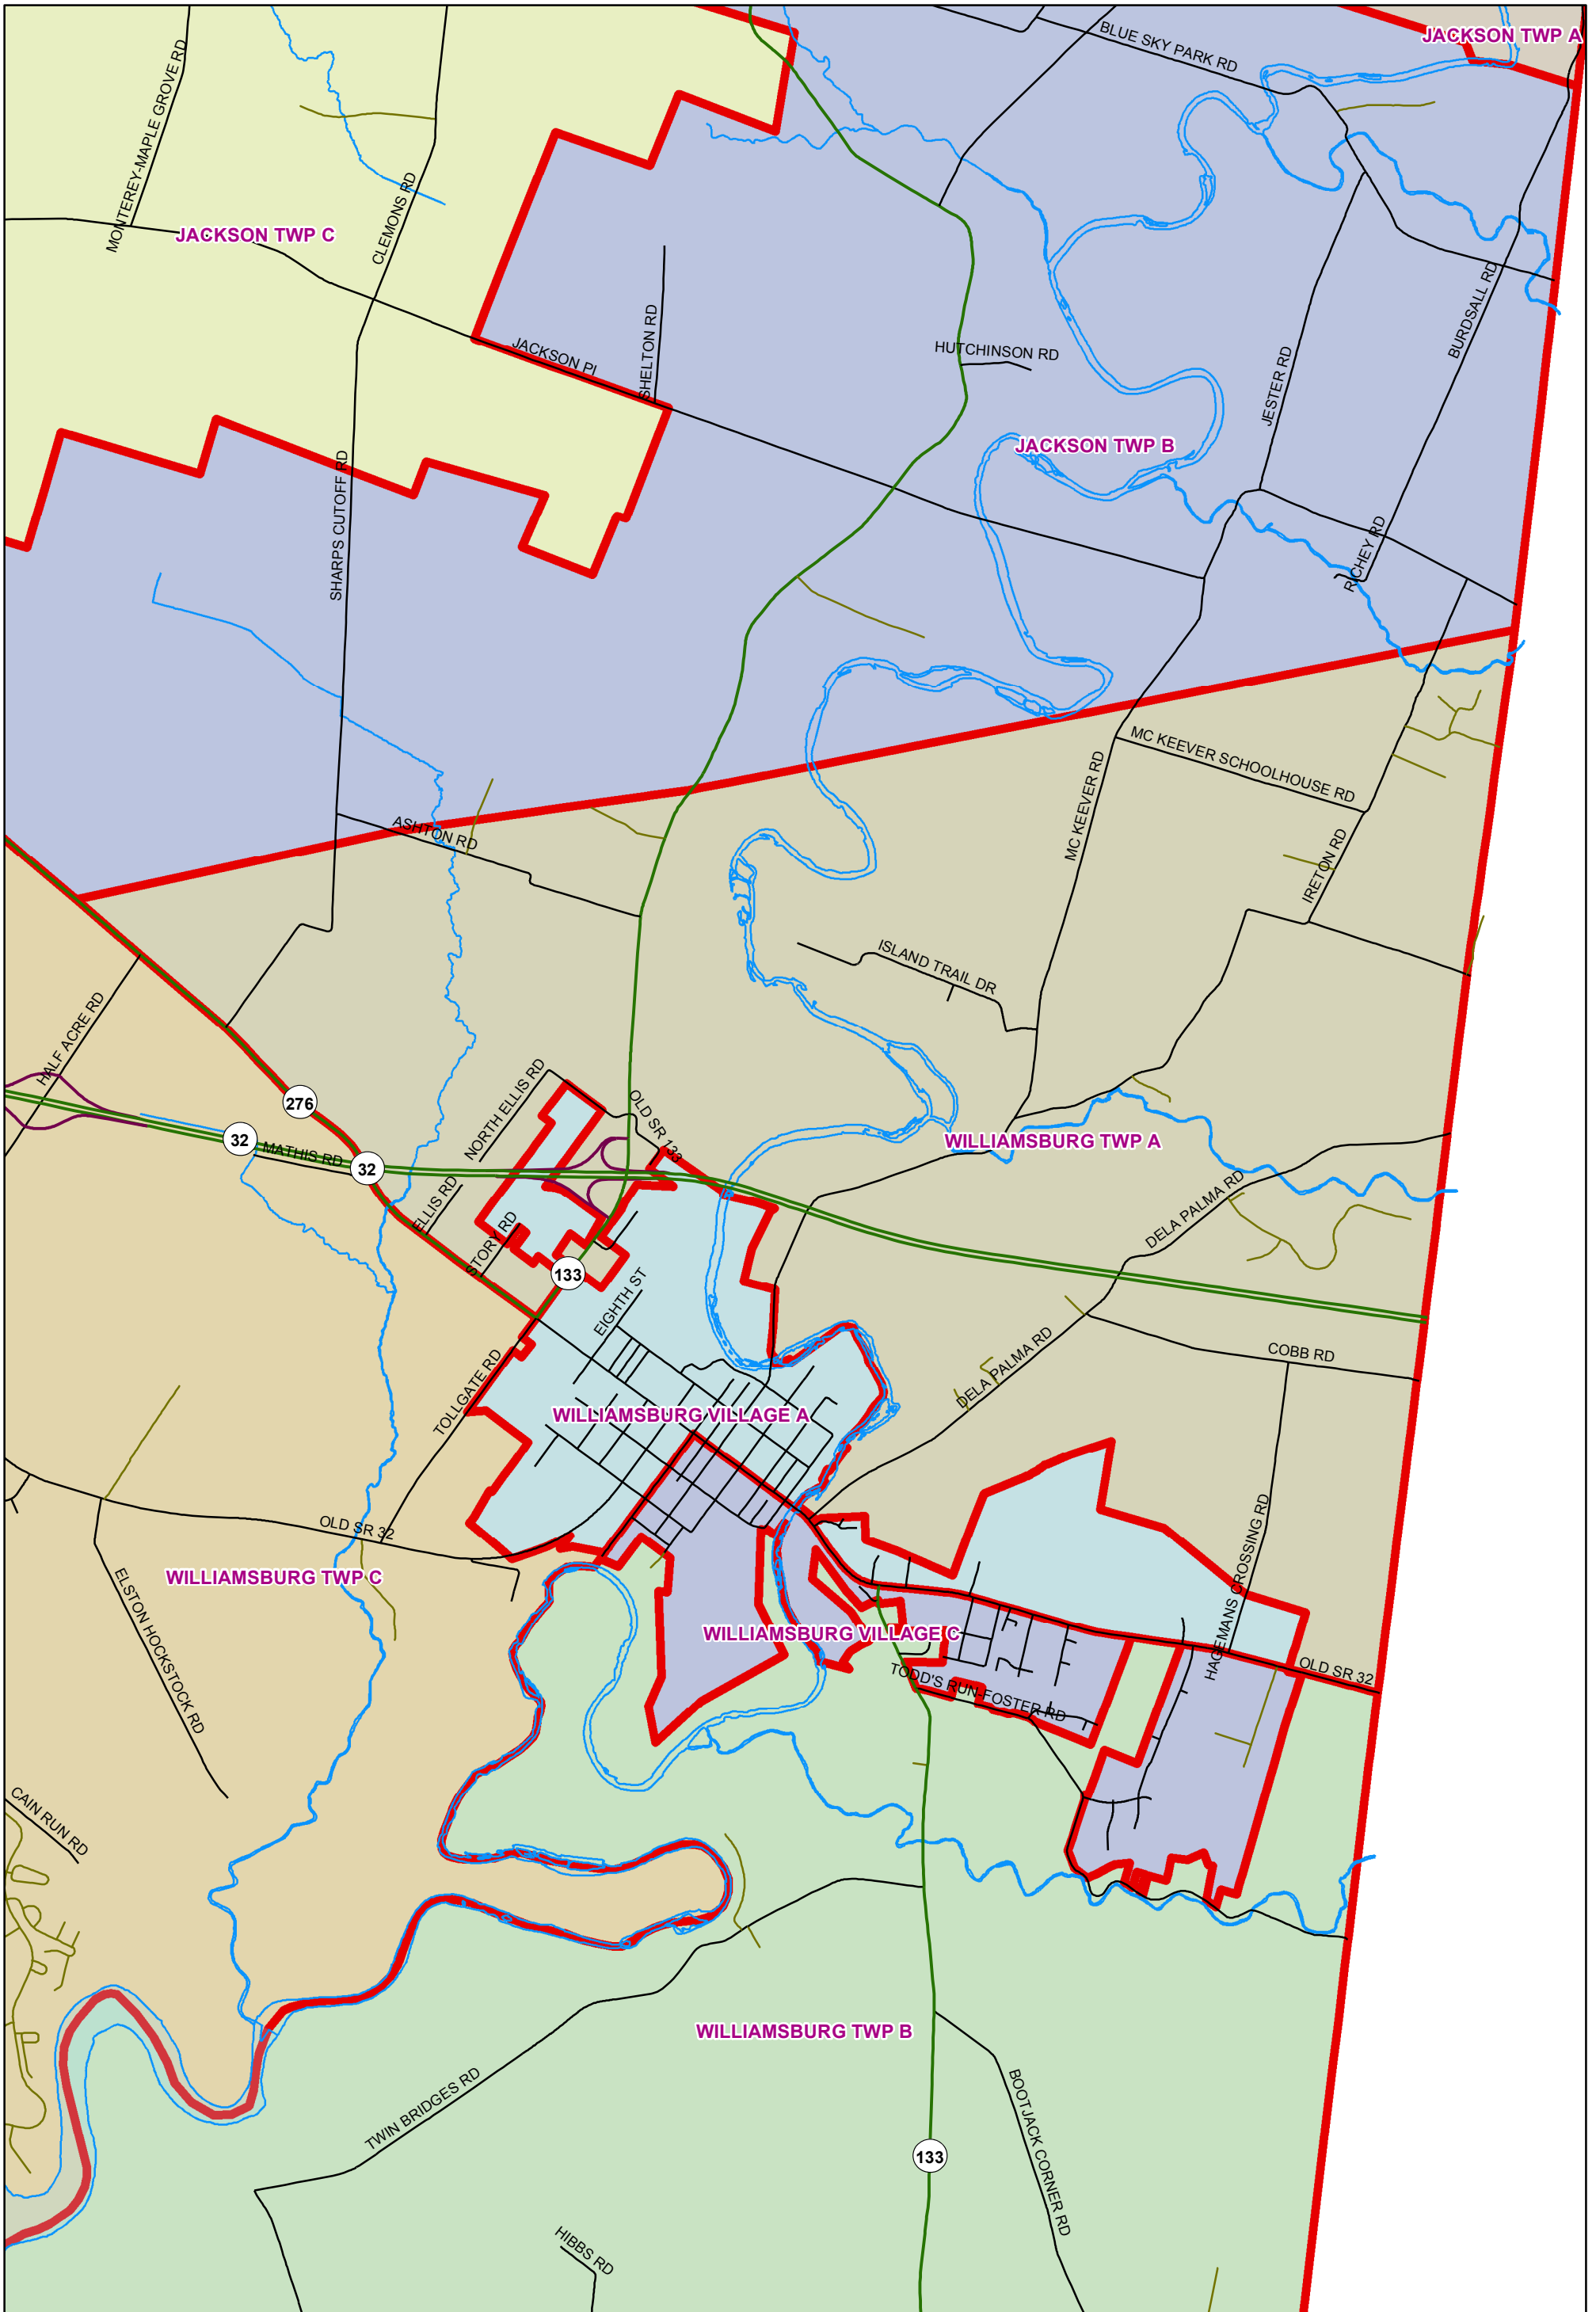 JACKSON TWP A
BLUE SKY PARK RD
MONTEREY-MAPLE GROVE RD
CLEMONS RD
JACKSON TWP C
BURDSALL RD
SHELTON RD
JACKSON PI
HUTCHINSON RD
JESTER RD
JACKSON TWP B
SHARPS CUTOFF RD
RICHEY RD
MC KEEVER SCHOOLHOUSE RD
MC KEEVER RD
ASHTON RD
IRETON RD
ISLAND TRAIL DR
HALF ACRE RD
276
NORTH ELLIS RD
OLD SR 133
32
MATHIS RD
32
WILLIAMSBURG TWP A
ELLIS RD
STORY RD
DELA PALMA RD
133
EIGHTH ST
DELA PALMA RD
COBB RD
TOLLGATE RD
WILLIAMSBURG VILLAGE A
OLD SR 32
HAGEMANS CROSSING RD
WILLIAMSBURG TWP C
ELSTON HOCKSTOCK RD
WILLIAMSBURG VILLAGE C
TODD'S RUN-FOSTER RD
OLD SR 32
CAIN RUN RD
WILLIAMSBURG TWP B
TWIN BRIDGES RD
BOOTJACK CORNER RD
133
HIBBS RD